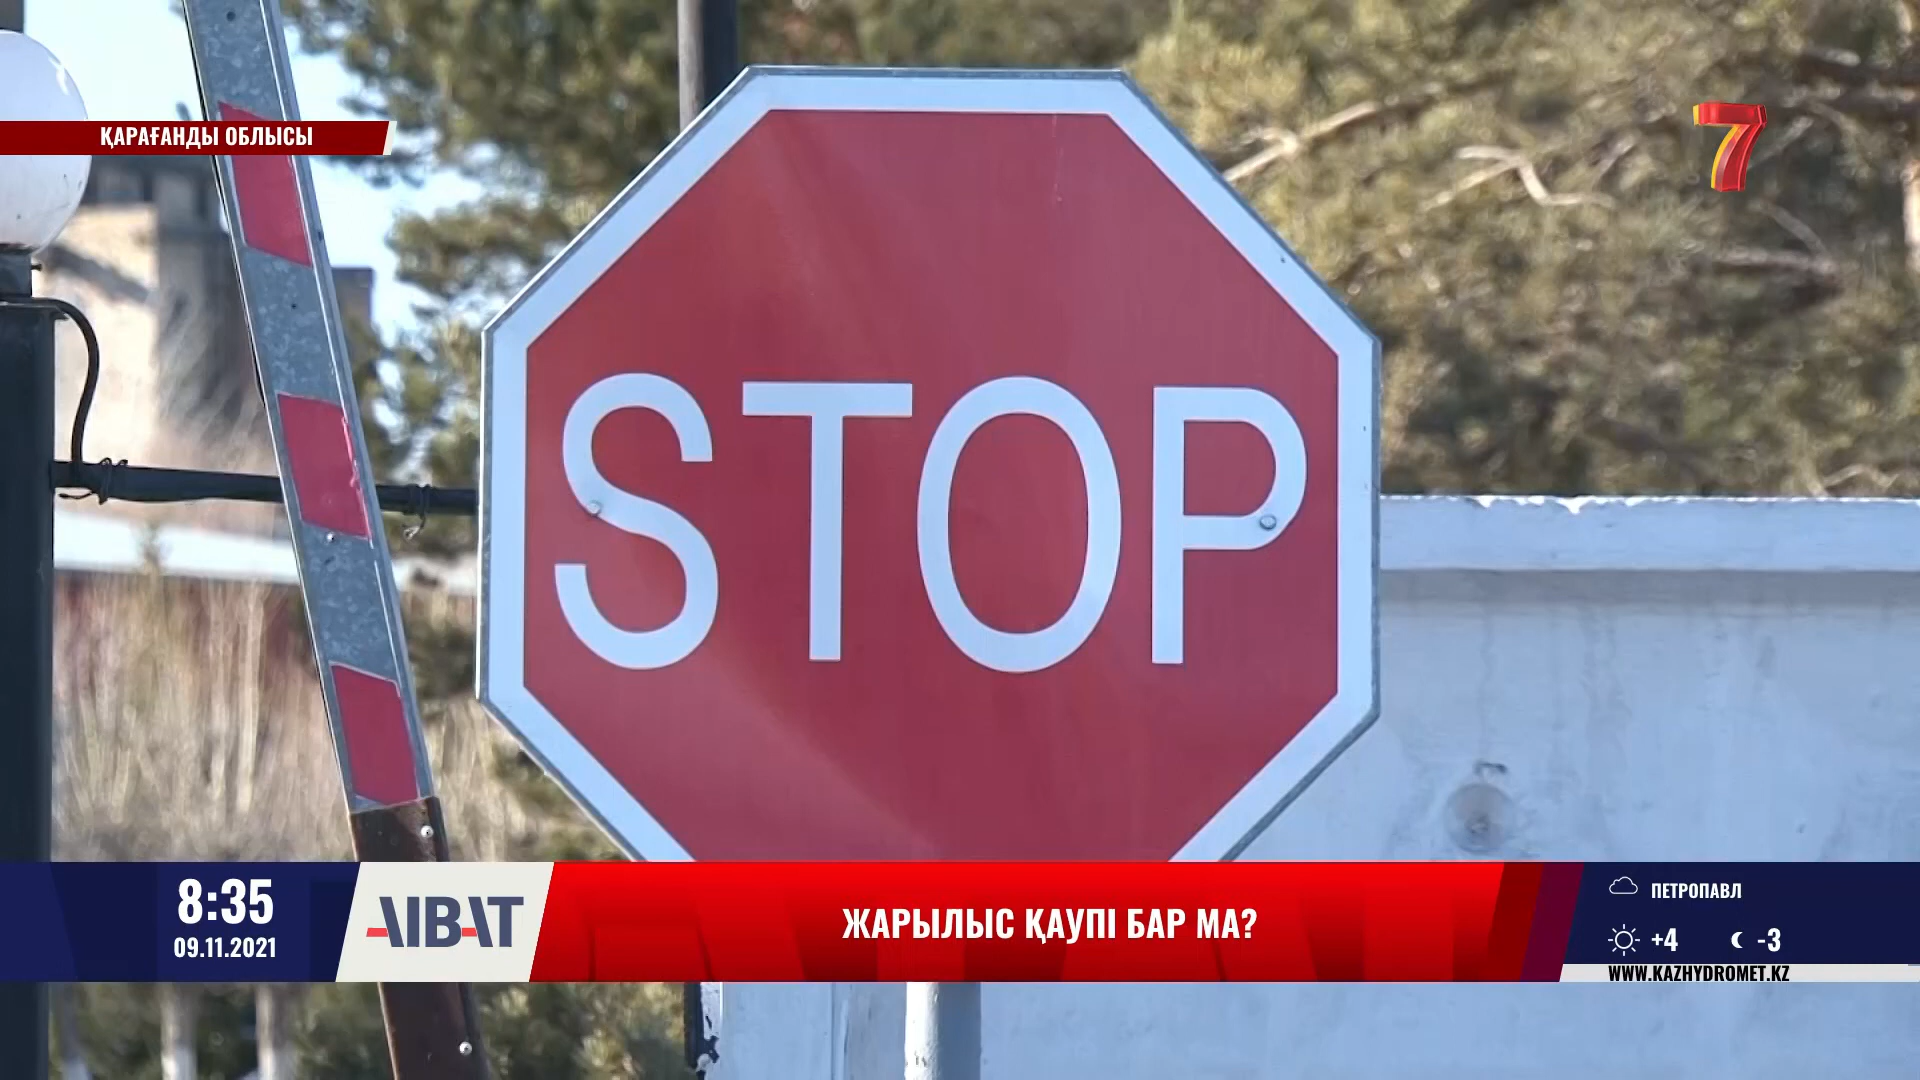 ҚАРАҒАНДЫ ОБЛЫСЫ
7
STOP
8:35
09.11.2021
AIBAT
ЖАРЫЛЫС ҚАУПІ БАР МА?
ПЕТРОПАВЛ
+4 -3
WWW.KAZHYDROMET.KZ